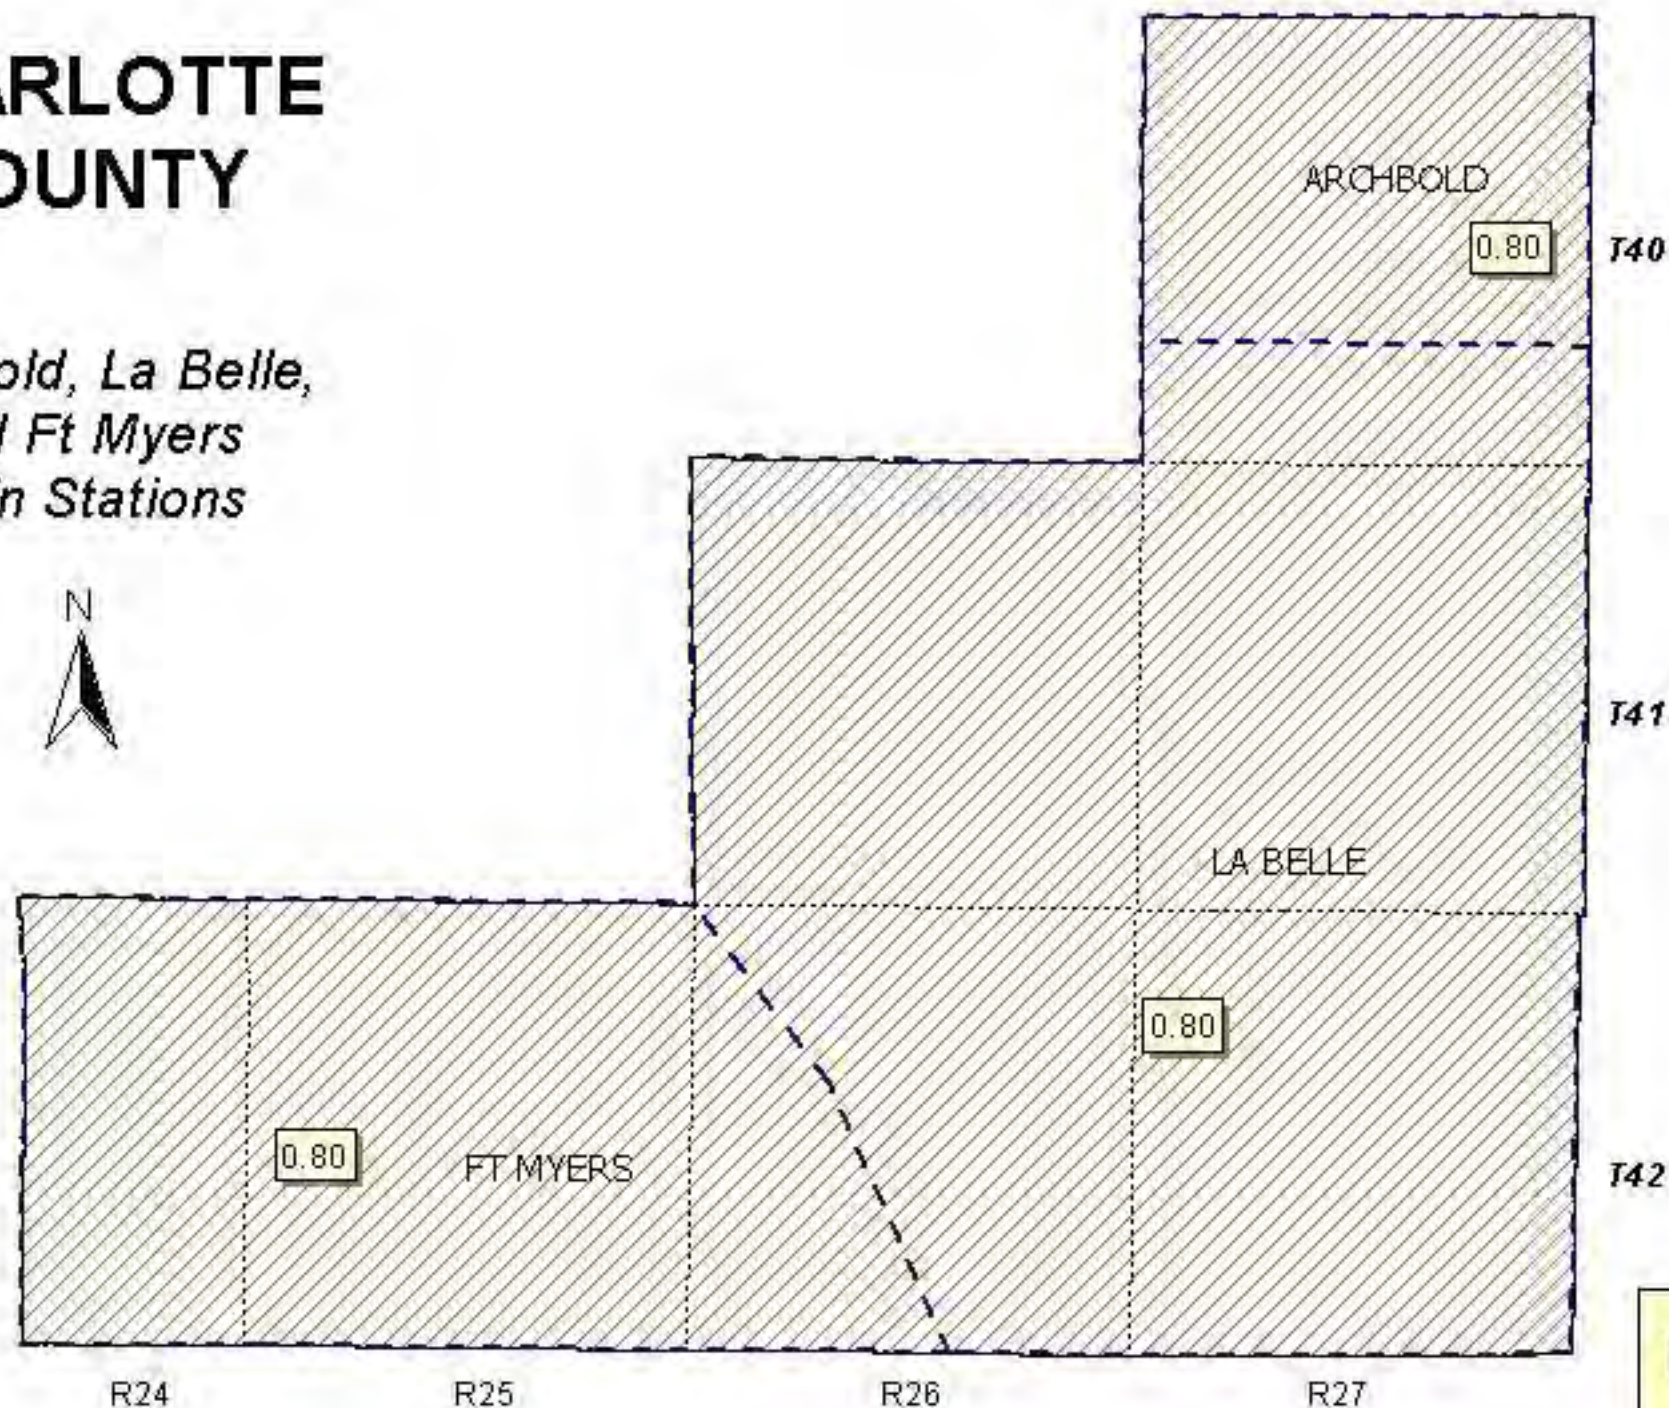 ARLOTTE
OUNTY
old, La Belle,
Ft Myers
n Stations
N
ARCHBOLD
0.80
T40
T41
LA BELLE
0.80
0.80
FT MYERS
T42
R24
R25
R26
R27